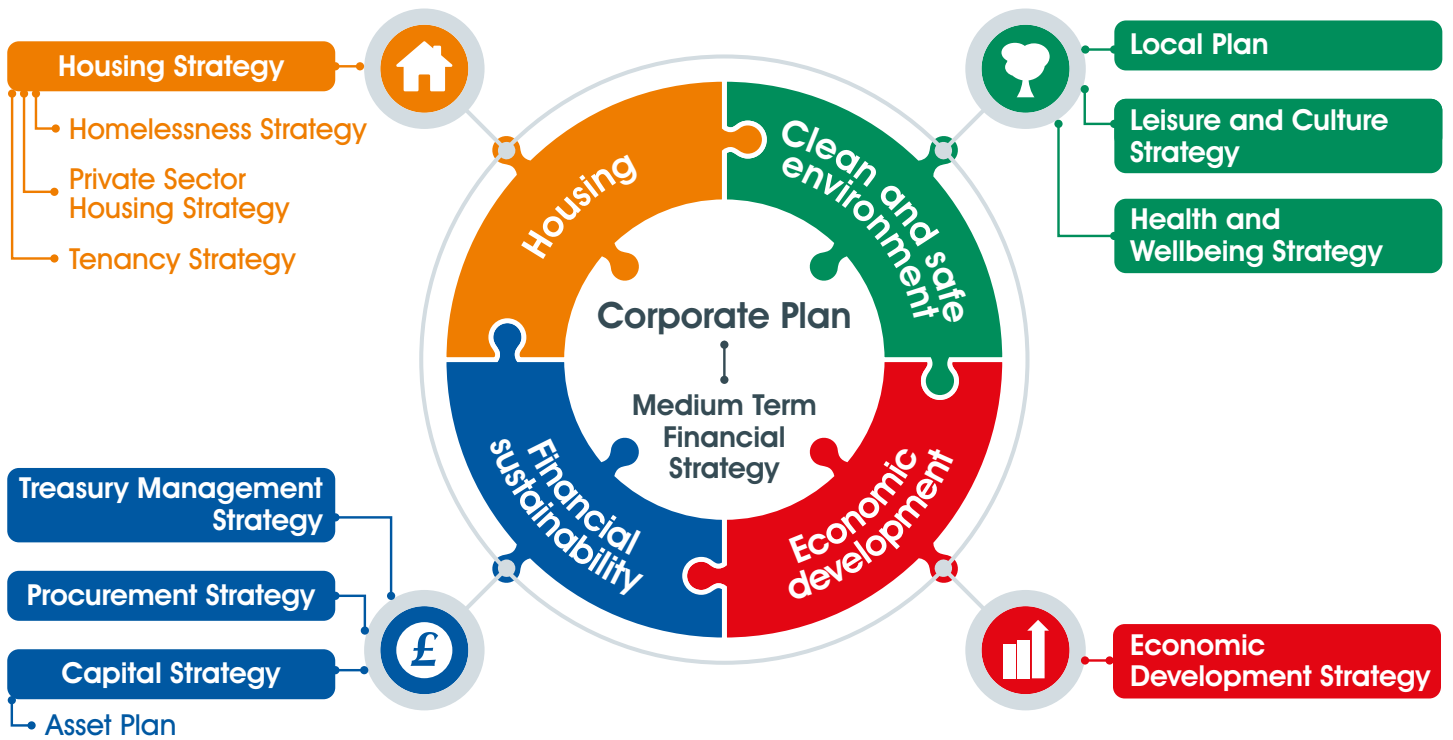 Housing Strategy
Homelessness Strategy
Private Sector
Housing Strategy
Tenancy Strategy
Local Plan
Leisure and Culture
Strategy
Health and
Wellbeing Strategy
Housing
Clean and safe
environment
Corporate Plan
Medium Term
Financial
Strategy
Financial
sustainability
Economic
development
Treasury Management
Strategy
Procurement Strategy
Capital Strategy
Asset Plan
£
Economic
Development Strategy